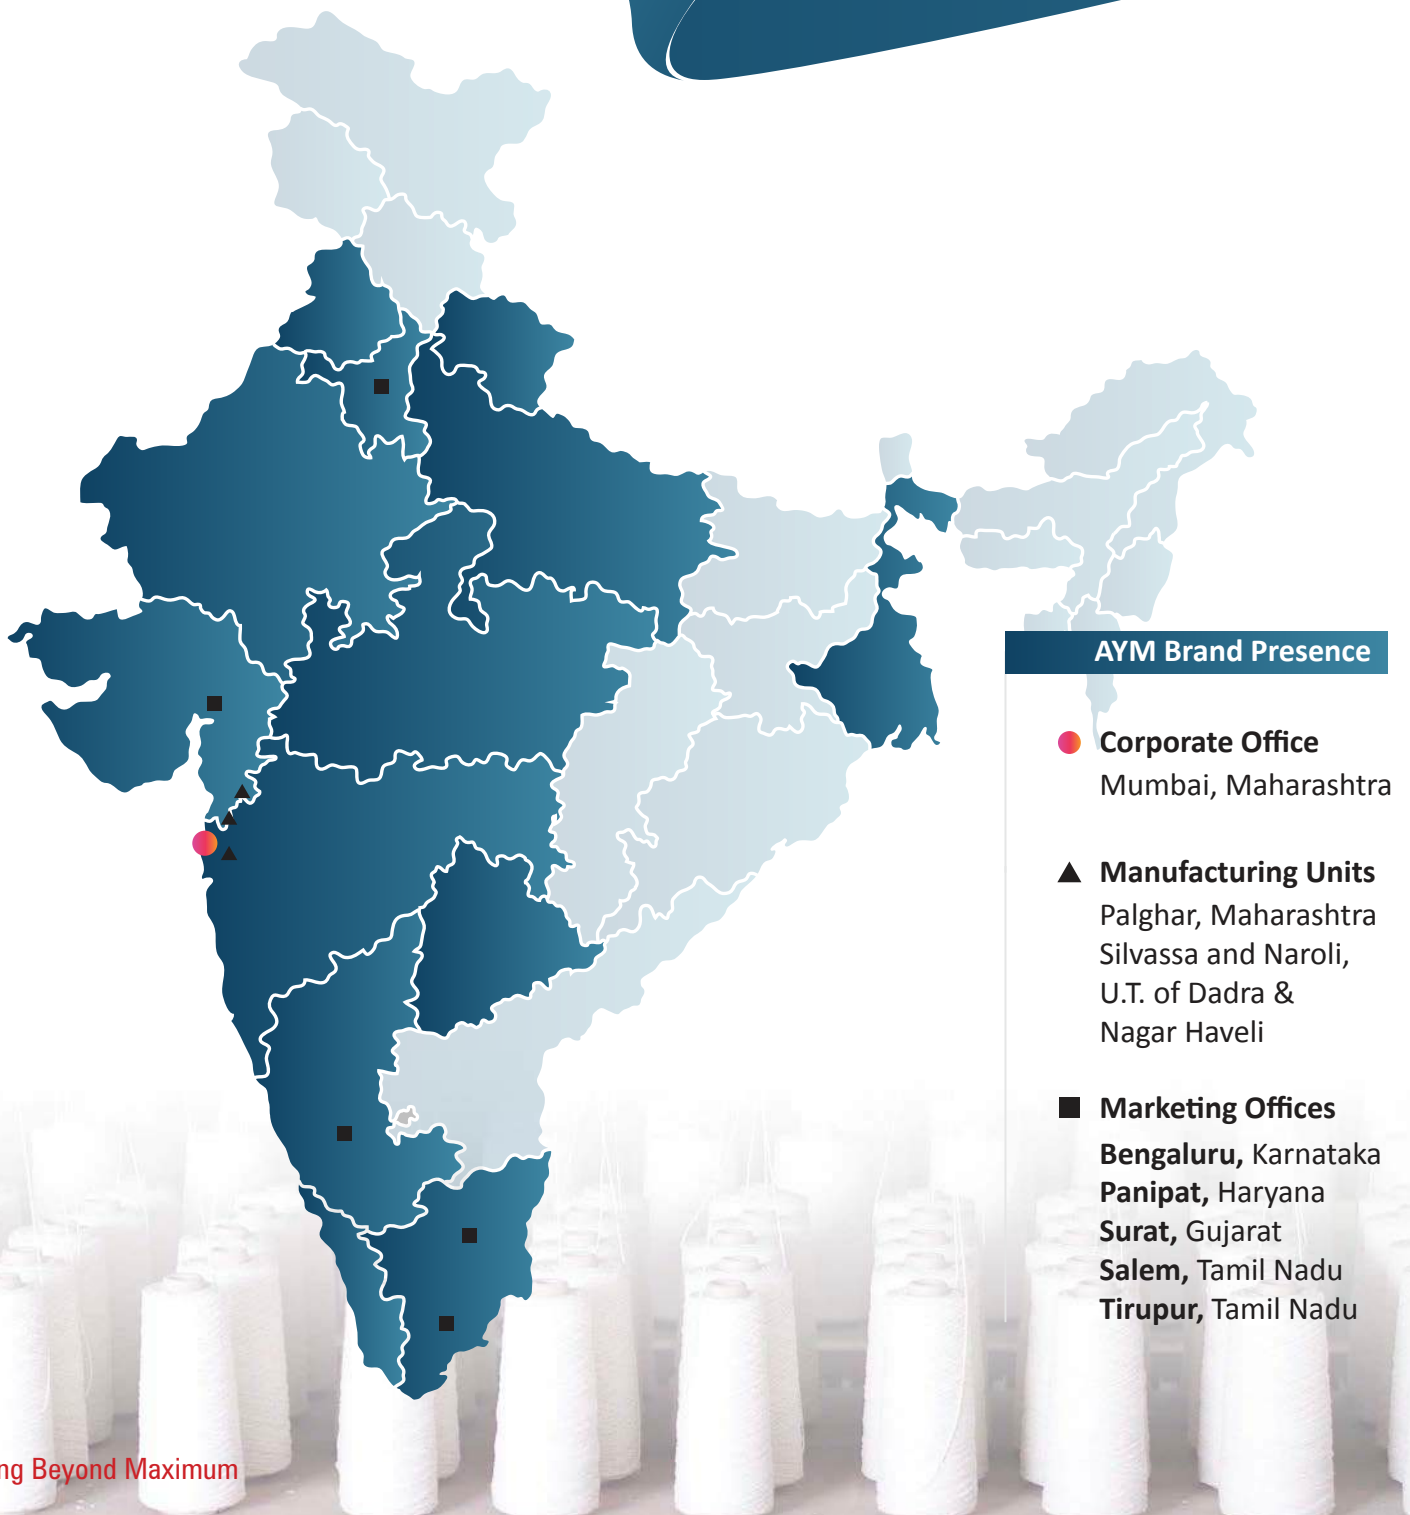 AYM Brand Presence
Corporate Office
Mumbai, Maharashtra
Manufacturing Units
Palghar, Maharashtra
Silvassa and Naroli,
U.T. of Dadra &
Nagar Haveli
Marketing Offices
Bengaluru, Karnataka
Panipat, Haryana
Surat, Gujarat
Salem, Tamil Nadu
Tirupur, Tamil Nadu
ng Beyond Maximum